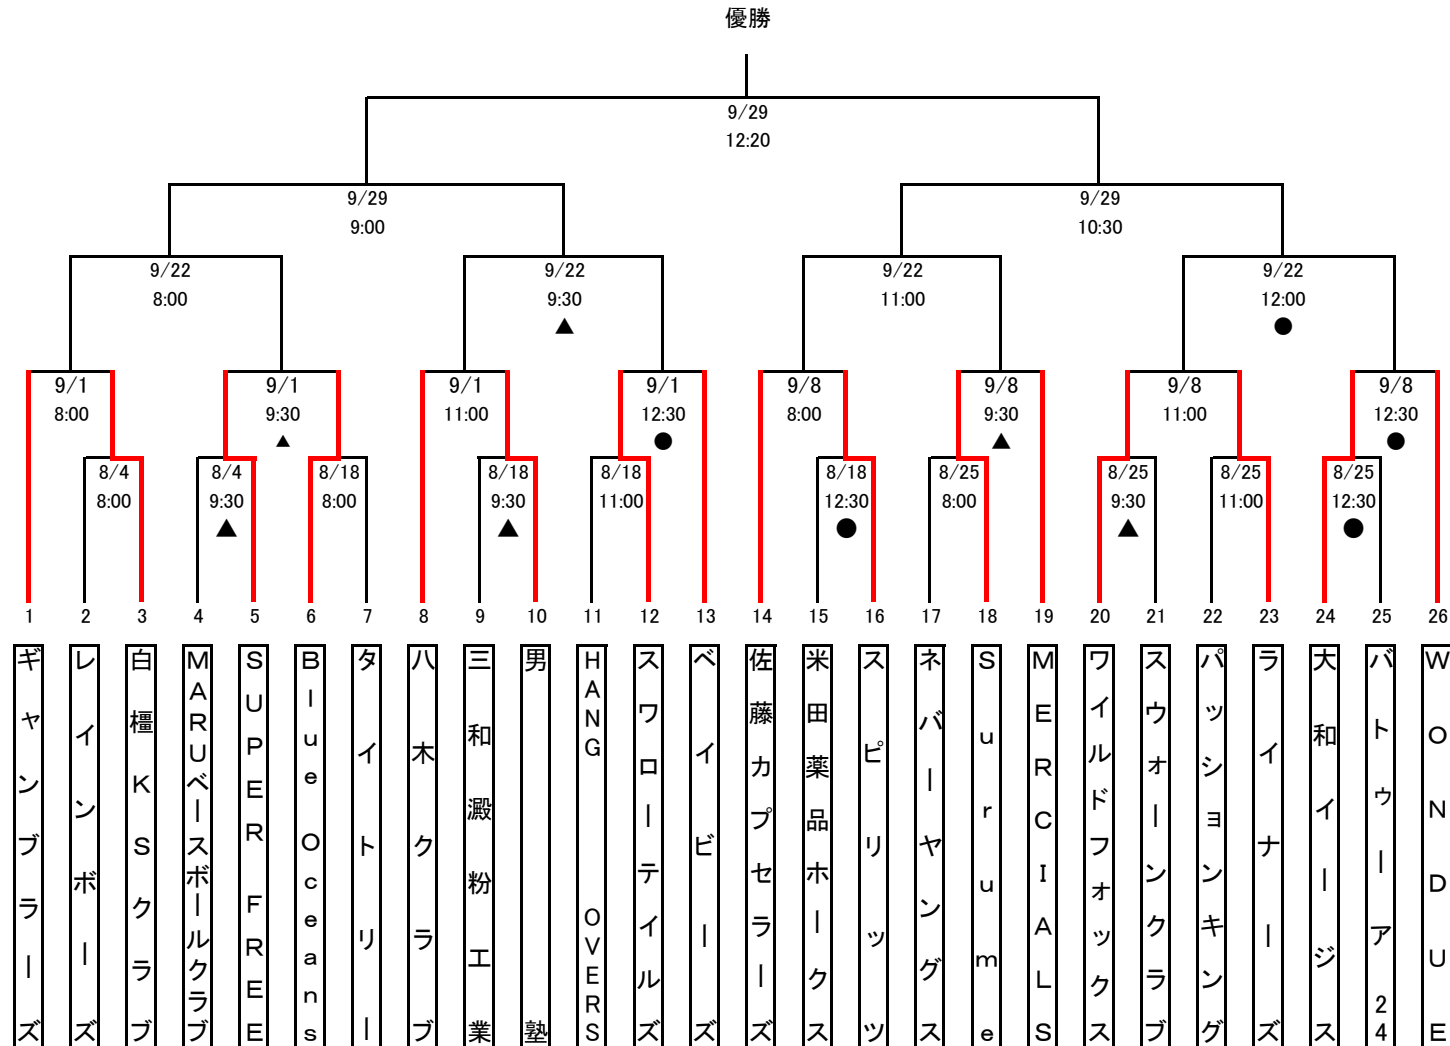 優勝
9/29
12:20
9/29
9:00
9/29
10:30
9/22
8:00
9/22
9:30
▲
9/22
11:00
9/22
12:00
●
9/1
8:00
9/1
9:30
▲
9/1
11:00
9/1
12:30
●
9/8
8:00
9/8
9:30
▲
9/8
11:00
9/8
12:30
●
8/4
8:00
8/4
9:30
▲
8/18
8:00
8/18
9:30
▲
8/18
11:00
8/18
12:30
●
8/25
8:00
8/25
9:30
▲
8/25
11:00
8/25
12:30
●
1 2 3 4 5 6 7 8 9 10 11 12 13 14 15 16 17 18 19 20 21 22 23 24 25 26
ギャンブラーズ
レインボーズ
白橿KSクラブ
MARUベースボールクラブ
SUPER FREE
Blue Oceans
タイトリー
八木クラブ
三和澱粉工業
男塾
HANG OVERS
スワローテイルズ
ベイビーズ
佐藤カプセラーズ
米田薬品ホークス
スピリッツ
ネバーヤングス
Surume
MERCIALS
ワイルドフォックス
スウォーンクラブ
パッションキング
ライナーズ
大和イージス
バトゥーア24
WONDUE